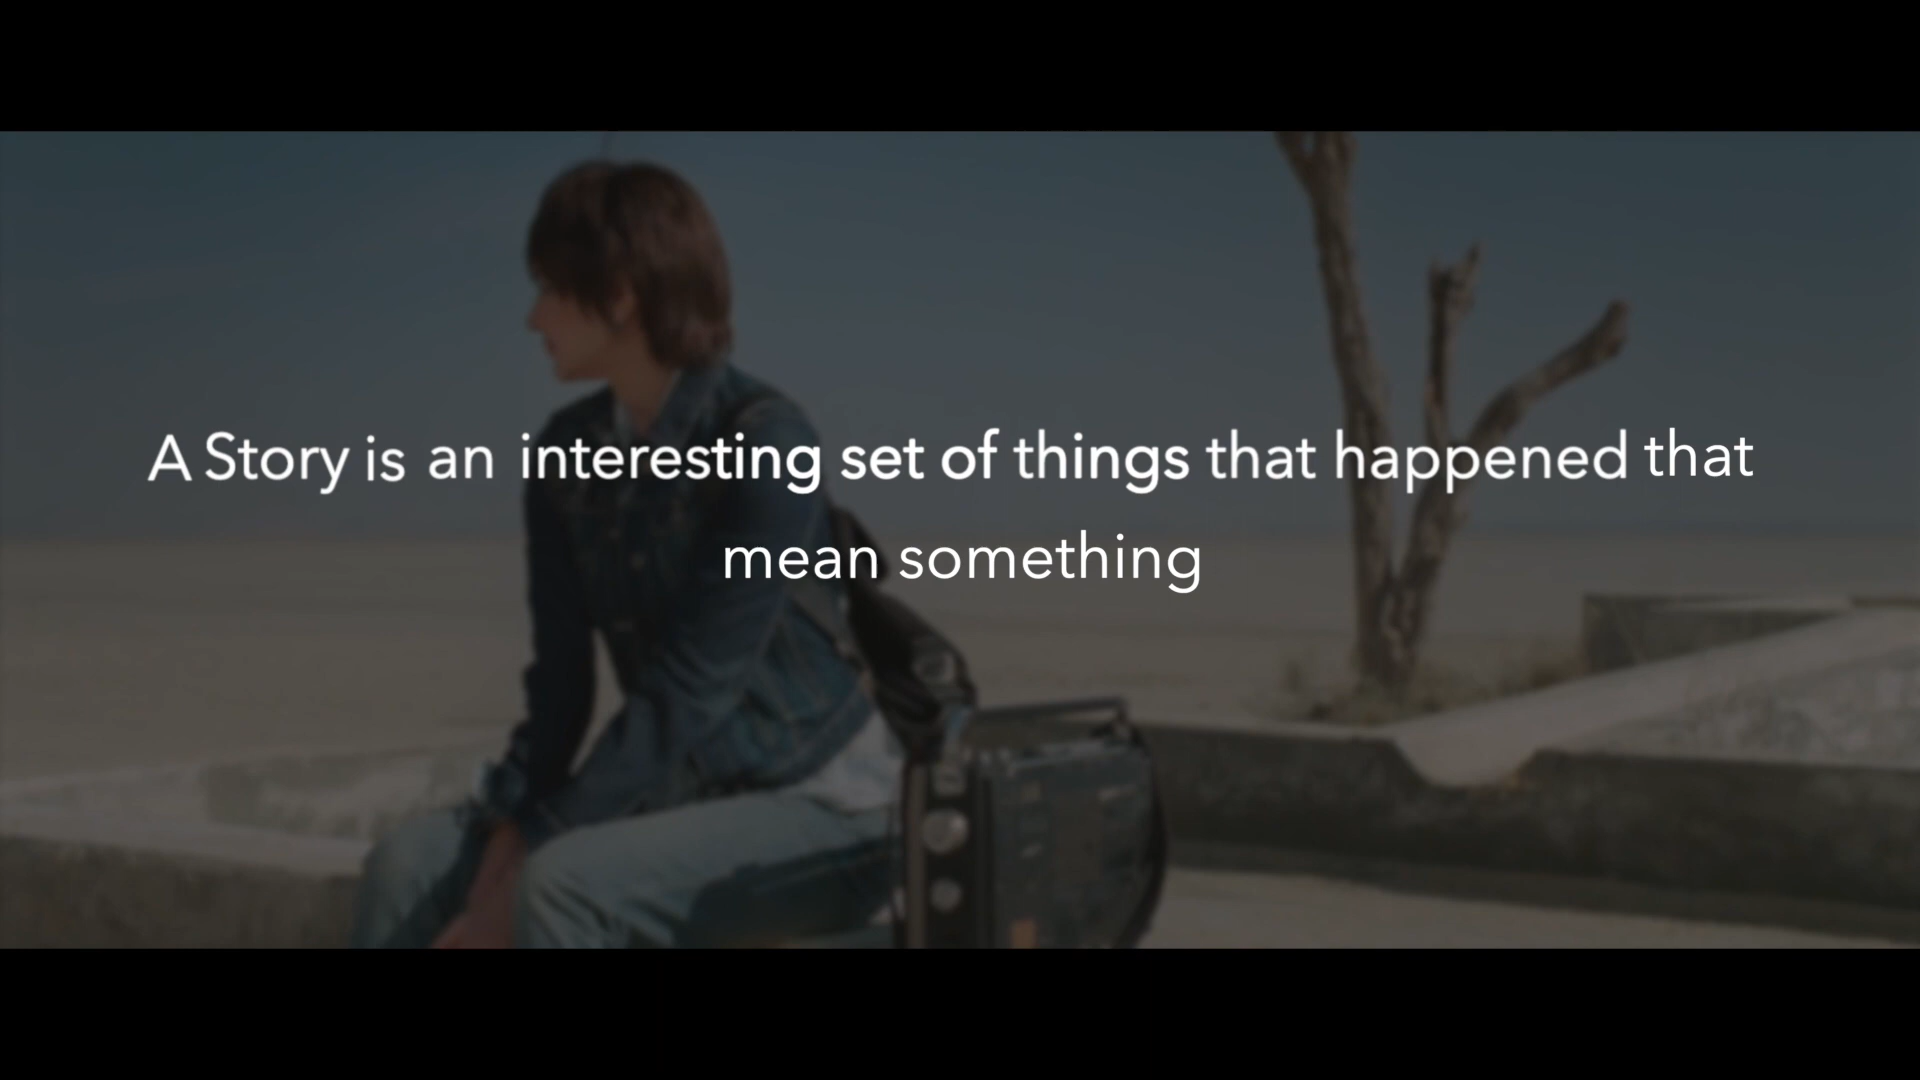 A Story is an interesting set of things that happened that
mean something